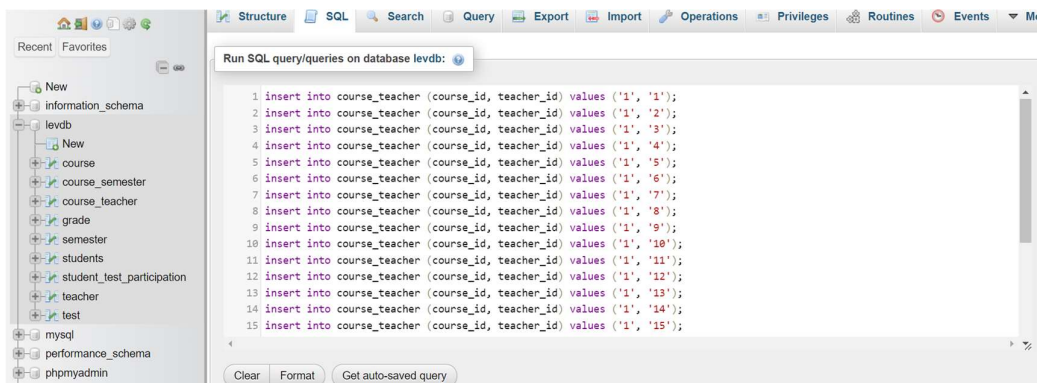 Recent Favorites
New
information_schema
levdb
New
course
course_semester
course_teacher
grade
semester
students
student_test_participation
teacher
test
mysql
performance_schema
phpmyadmin
Structure SQL Search Query Export Import Operations Privileges Routines Events
Run SQL query/queries on database levdb:
1 insert into course_teacher (course_id, teacher_id) values ('1', '1');
2 insert into course_teacher (course_id, teacher_id) values ('1', '2');
3 insert into course_teacher (course_id, teacher_id) values ('1', '3');
4 insert into course_teacher (course_id, teacher_id) values ('1', '4');
5 insert into course_teacher (course_id, teacher_id) values ('1', '5');
6 insert into course_teacher (course_id, teacher_id) values ('1', '6');
7 insert into course_teacher (course_id, teacher_id) values ('1', '7');
8 insert into course_teacher (course_id, teacher_id) values ('1', '8');
9 insert into course_teacher (course_id, teacher_id) values ('1', '9');
10 insert into course_teacher (course_id, teacher_id) values ('1', '10');
11 insert into course_teacher (course_id, teacher_id) values ('1', '11');
12 insert into course_teacher (course_id, teacher_id) values ('1', '12');
13 insert into course_teacher (course_id, teacher_id) values ('1', '13');
14 insert into course_teacher (course_id, teacher_id) values ('1', '14');
15 insert into course_teacher (course_id, teacher_id) values ('1', '15');
Clear Format Get auto-saved query